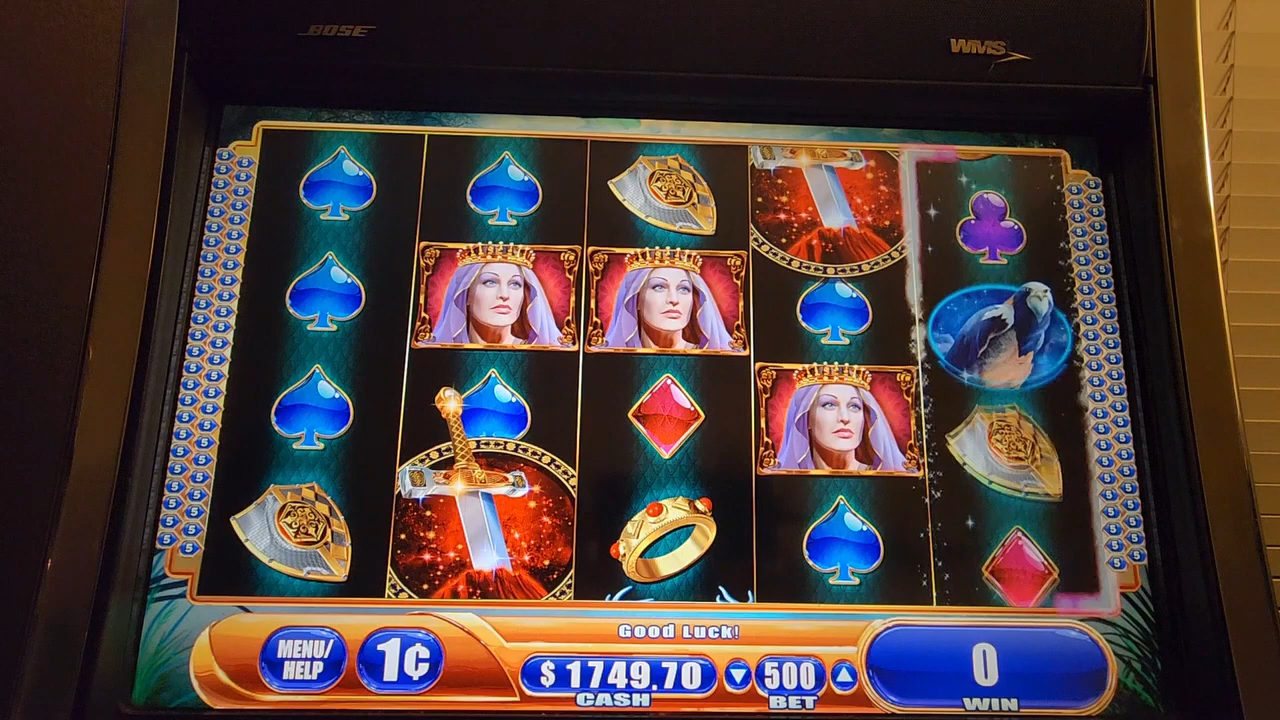 BOSE
WMS
Good Luck!
MENU/
HELP
1¢
$ 1749.70
CASH
500
BET
0
WIN